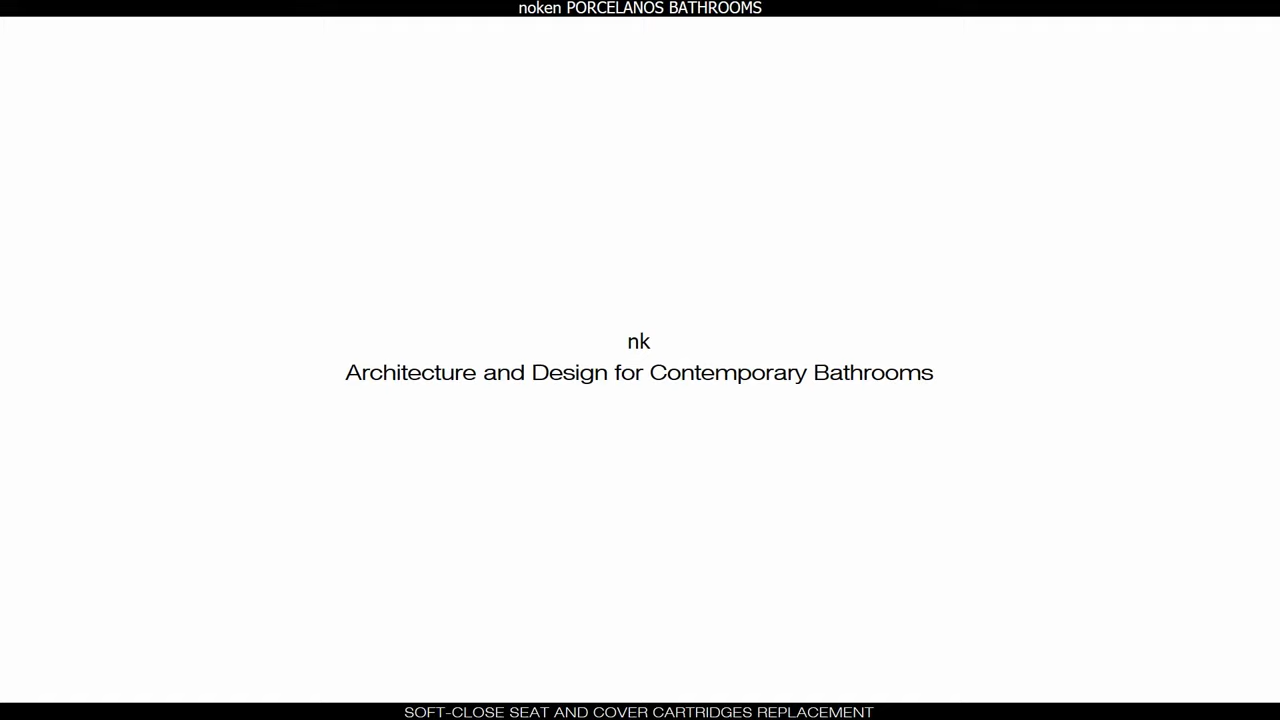 noken PORCELANOS BATHROOMS
nk
Architecture and Design for Contemporary Bathrooms
SOFT-CLOSE SEAT AND COVER CARTRIDGES REPLACEMENT